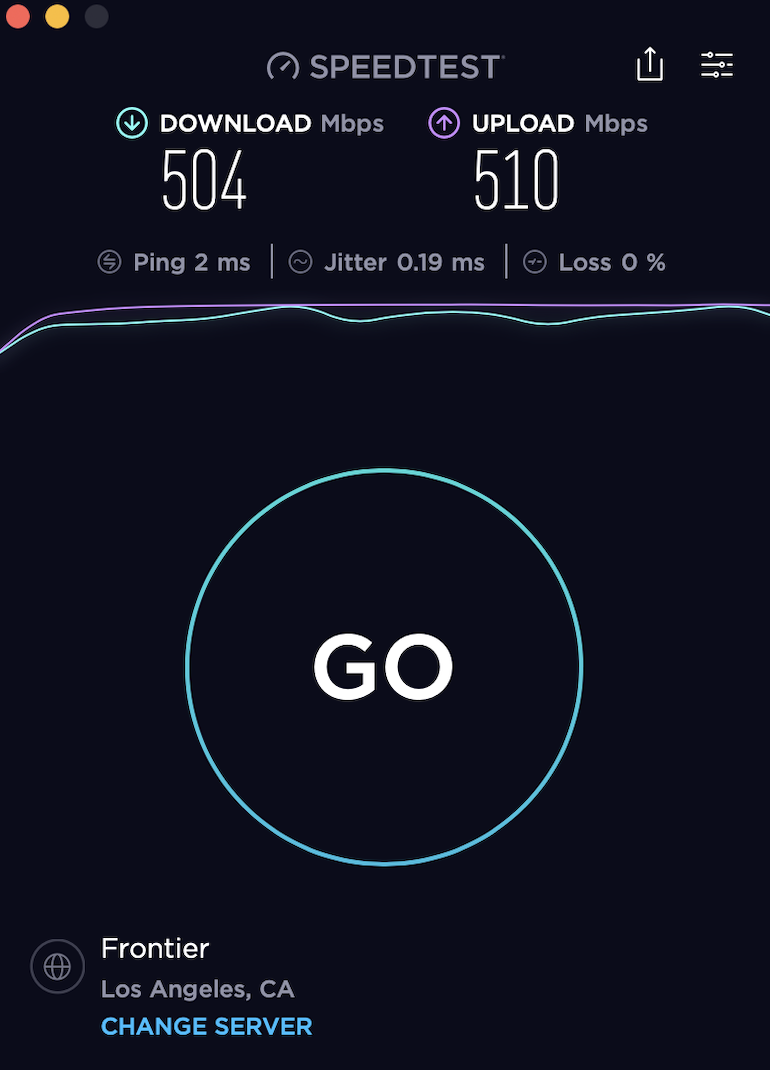 SPEEDTEST
DOWNLOAD Mbps UPLOAD Mbps
504 510
Ping 2 ms Jitter 0.19 ms Loss 0 %
GO
Frontier
Los Angeles, CA
CHANGE SERVER